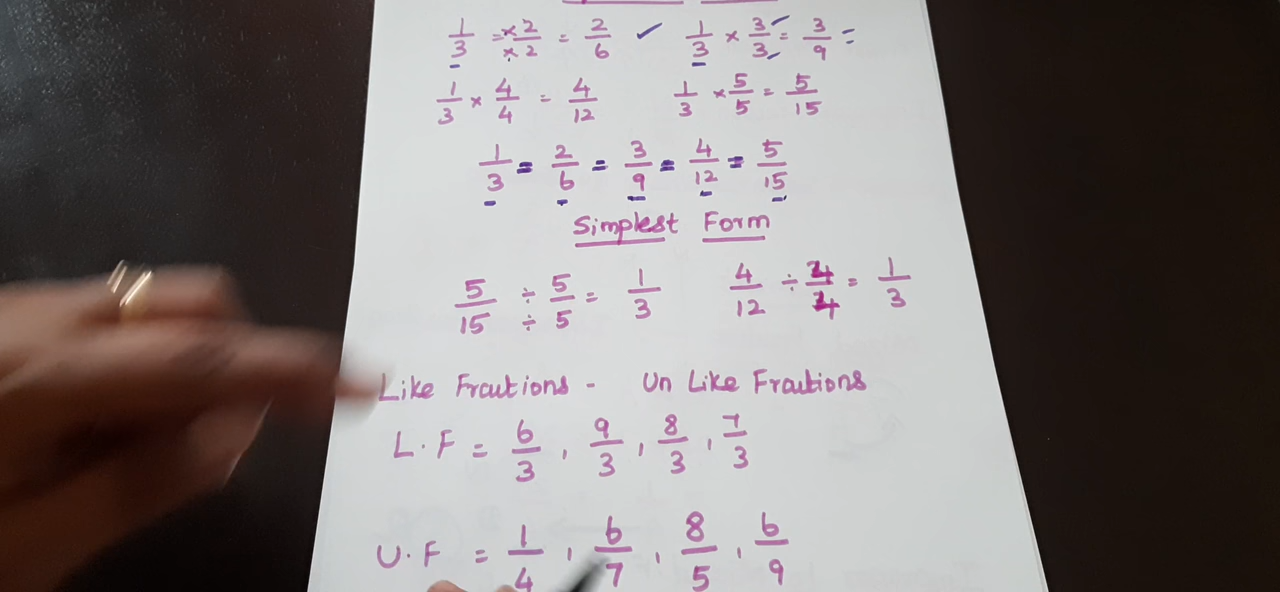 1/3 = ×2/×2 = 2/6 ✓ 1/3 × 3/3 = 3/9 =
1/3 × 4/4 = 4/12 1/3 × 5/5 = 5/15
1/3 = 2/6 = 3/9 = 4/12 = 5/15
Simplest Form
5/15 ÷ 5/÷ 5 = 1/3 4/12 ÷ 4/4 = 1/3
Like Fractions - Un Like Fractions
L.F = 6/3, 9/3, 8/3, 7/3
U.F = 1/4, 6/7, 8/5, 6/9